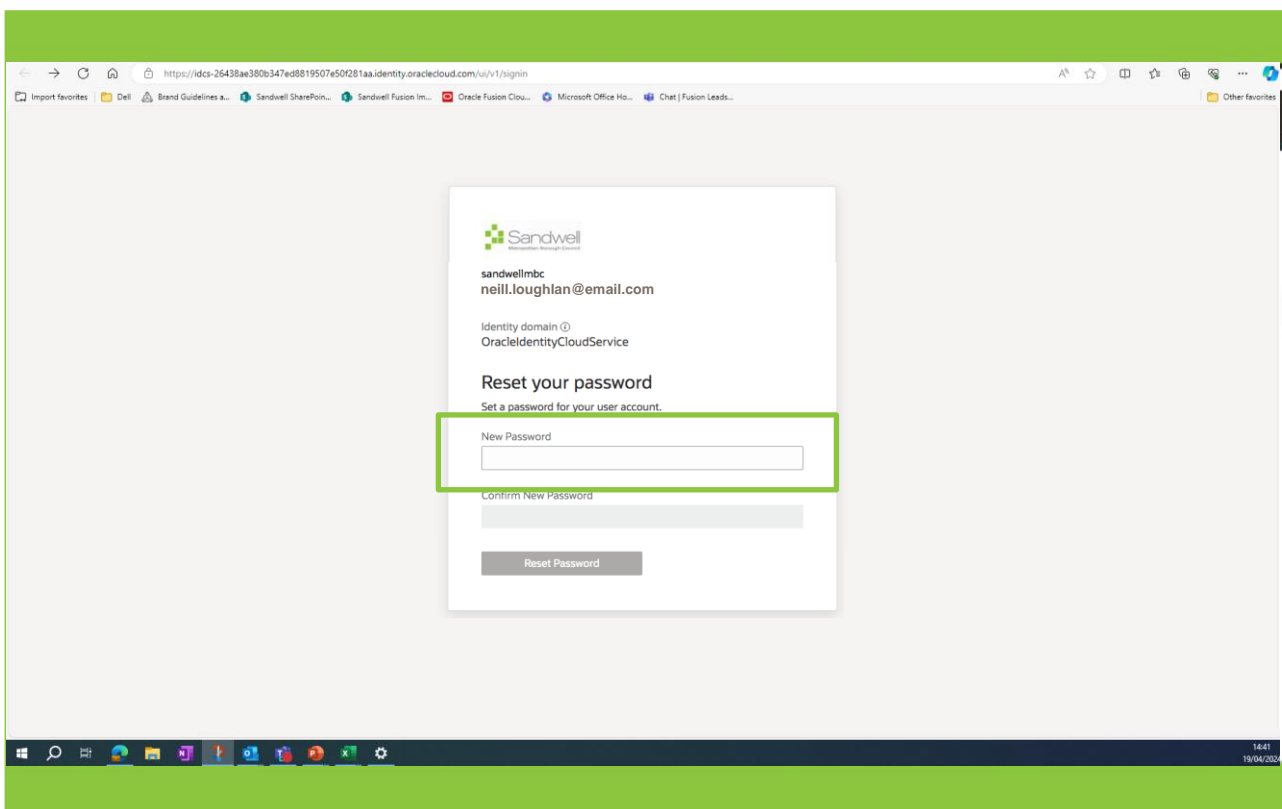 https://idcs-26438ae380b347ed8819507e50f281aa.identity.oraclecloud.com/ui/v1/signin
Import favorites Dell Brand Guidelines a... Sandwell SharePoin... Sandwell Fusion Im... Oracle Fusion Clou... Microsoft Office Ho... Chat | Fusion Leads... Other favorites
Sandwell
Metropolitan Borough Council
sandwellmbc
neill.loughlan@email.com
Identity domain
OracleIdentityCloudService
Reset your password
Set a password for your user account.
New Password
Confirm New Password
Reset Password
14:41
19/04/2024